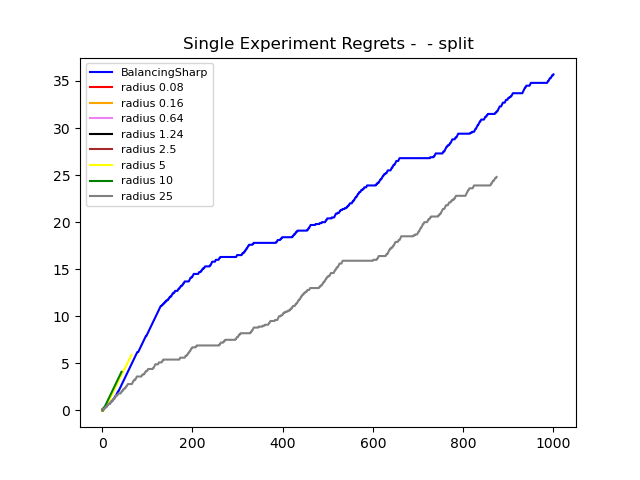 Single Experiment Regrets -  - split
BalancingSharp
radius 0.08
radius 0.16
radius 0.64
radius 1.24
radius 2.5
radius 5
radius 10
radius 25
35
30
25
20
15
10
5
0
0 200 400 600 800 1000